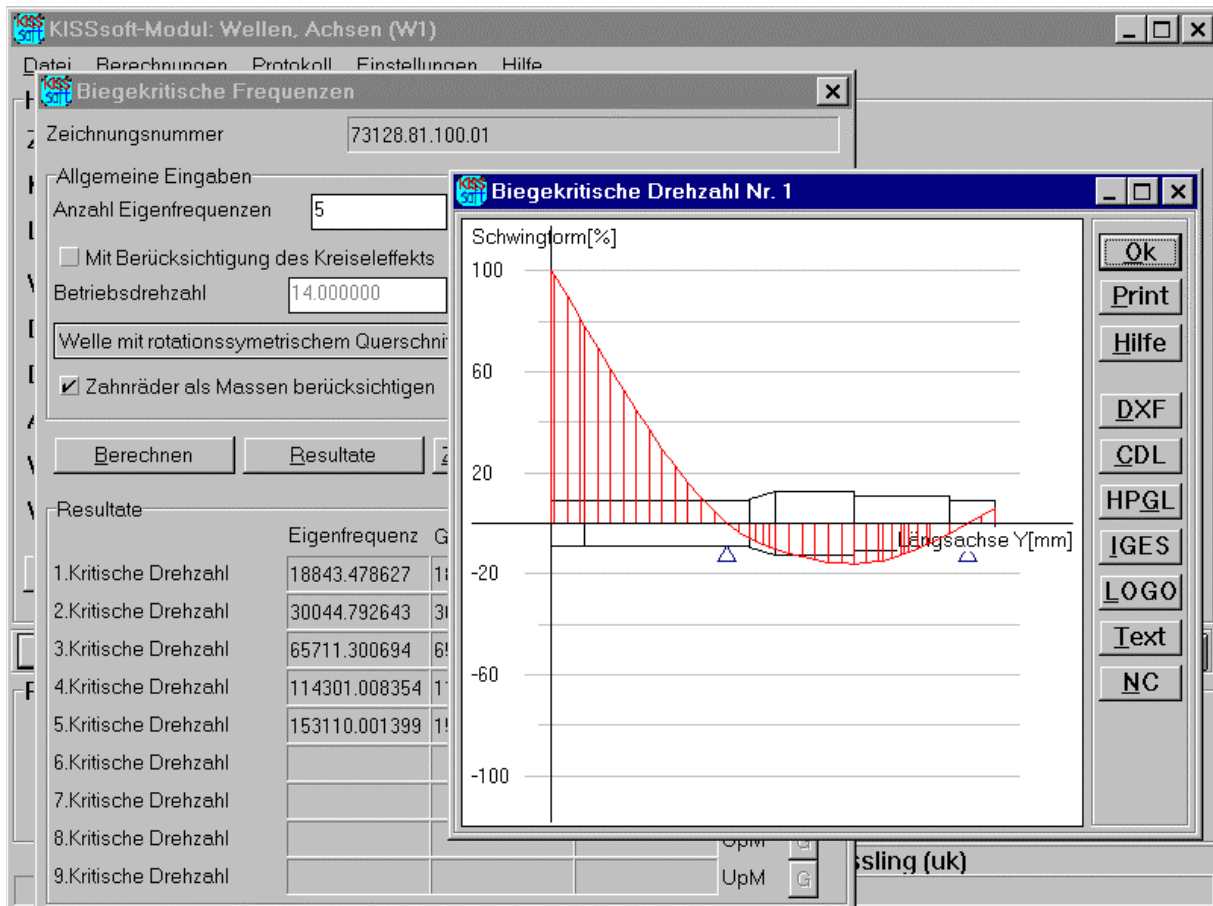 KISSsoft-Modul: Wellen, Achsen (W1)
Datei Berechnungen Protokoll Einstellungen Hilfe
Biegekritische Frequenzen
Zeichnungsnummer 73128.81.100.01
Allgemeine Eingaben
Anzahl Eigenfrequenzen 5
Mit Berücksichtigung des Kreiseleffekts
Betriebsdrehzahl 14.000000
Welle mit rotationssymetrischem Querschni
Zahnräder als Massen berücksichtigen
Berechnen Resultate
Resultate
Eigenfrequenz G
1.Kritische Drehzahl 18843.478627
2.Kritische Drehzahl 30044.792643
3.Kritische Drehzahl 65711.300694
4.Kritische Drehzahl 114301.008354
5.Kritische Drehzahl 153110.001399
6.Kritische Drehzahl
7.Kritische Drehzahl
8.Kritische Drehzahl UpM G
9.Kritische Drehzahl UpM G
Biegekritische Drehzahl Nr. 1
Schwingform[%]
100
60
20
Längsachse Y[mm]
-20
-60
-100
Ok
Print
Hilfe
DXF
CDL
HPGL
IGES
LOGO
Text
NC
ssling (uk)